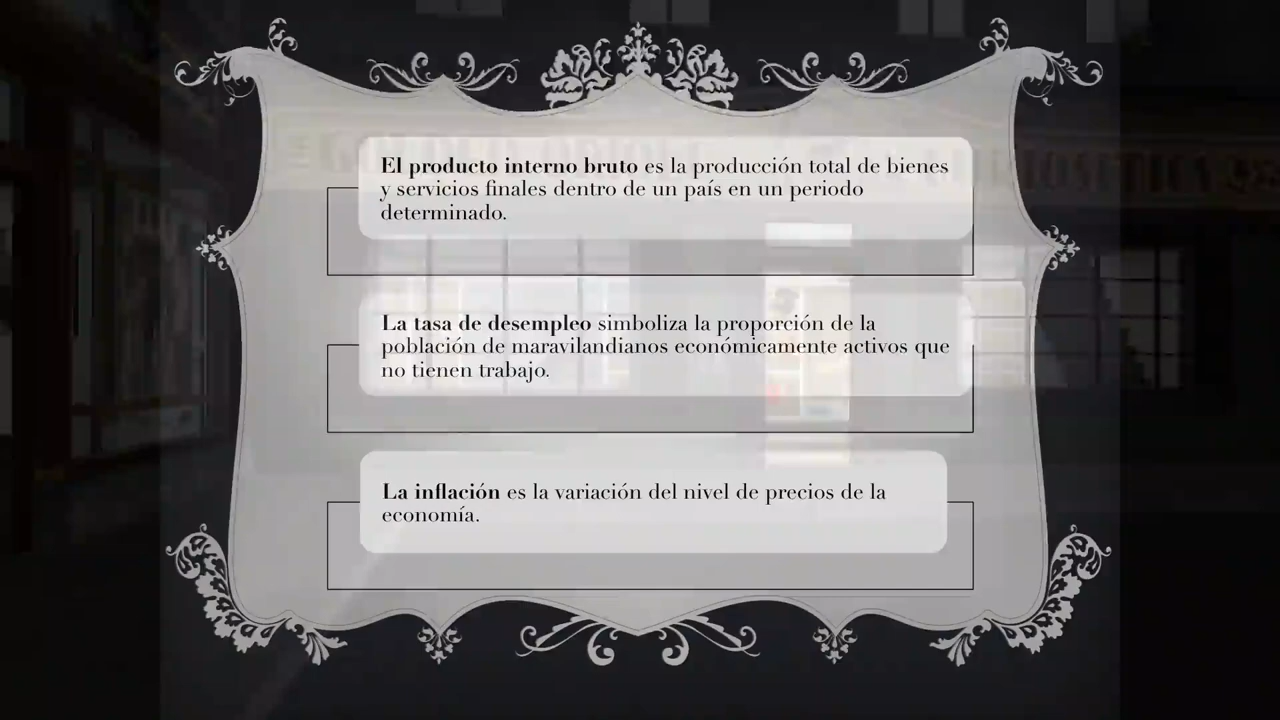 El producto interno bruto es la producción total de bienes
y servicios finales dentro de un país en un periodo
determinado.
La tasa de desempleo simboliza la proporción de la
población de maravilandianos económicamente activos que
no tienen trabajo.
La inflación es la variación del nivel de precios de la
economía.